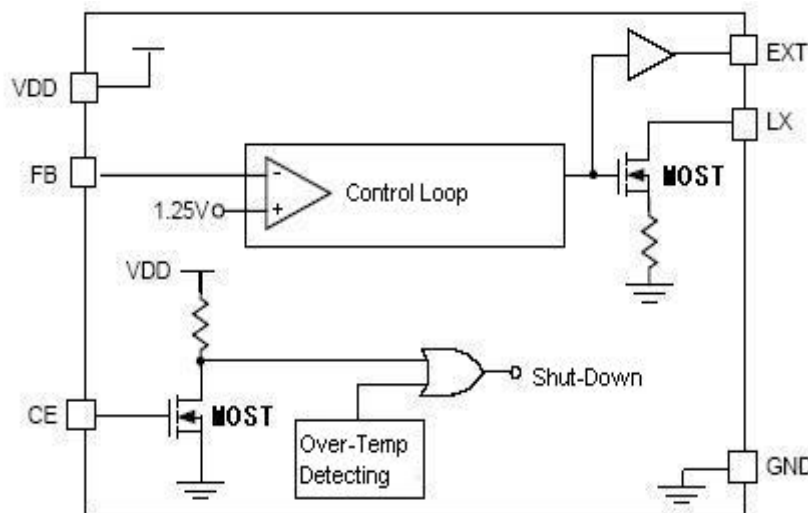 EXT
VDD
LX
FB
-
Control Loop
MOST
1.25V
+
VDD
Shut-Down
CE
MOST
Over-Temp
Detecting
GND